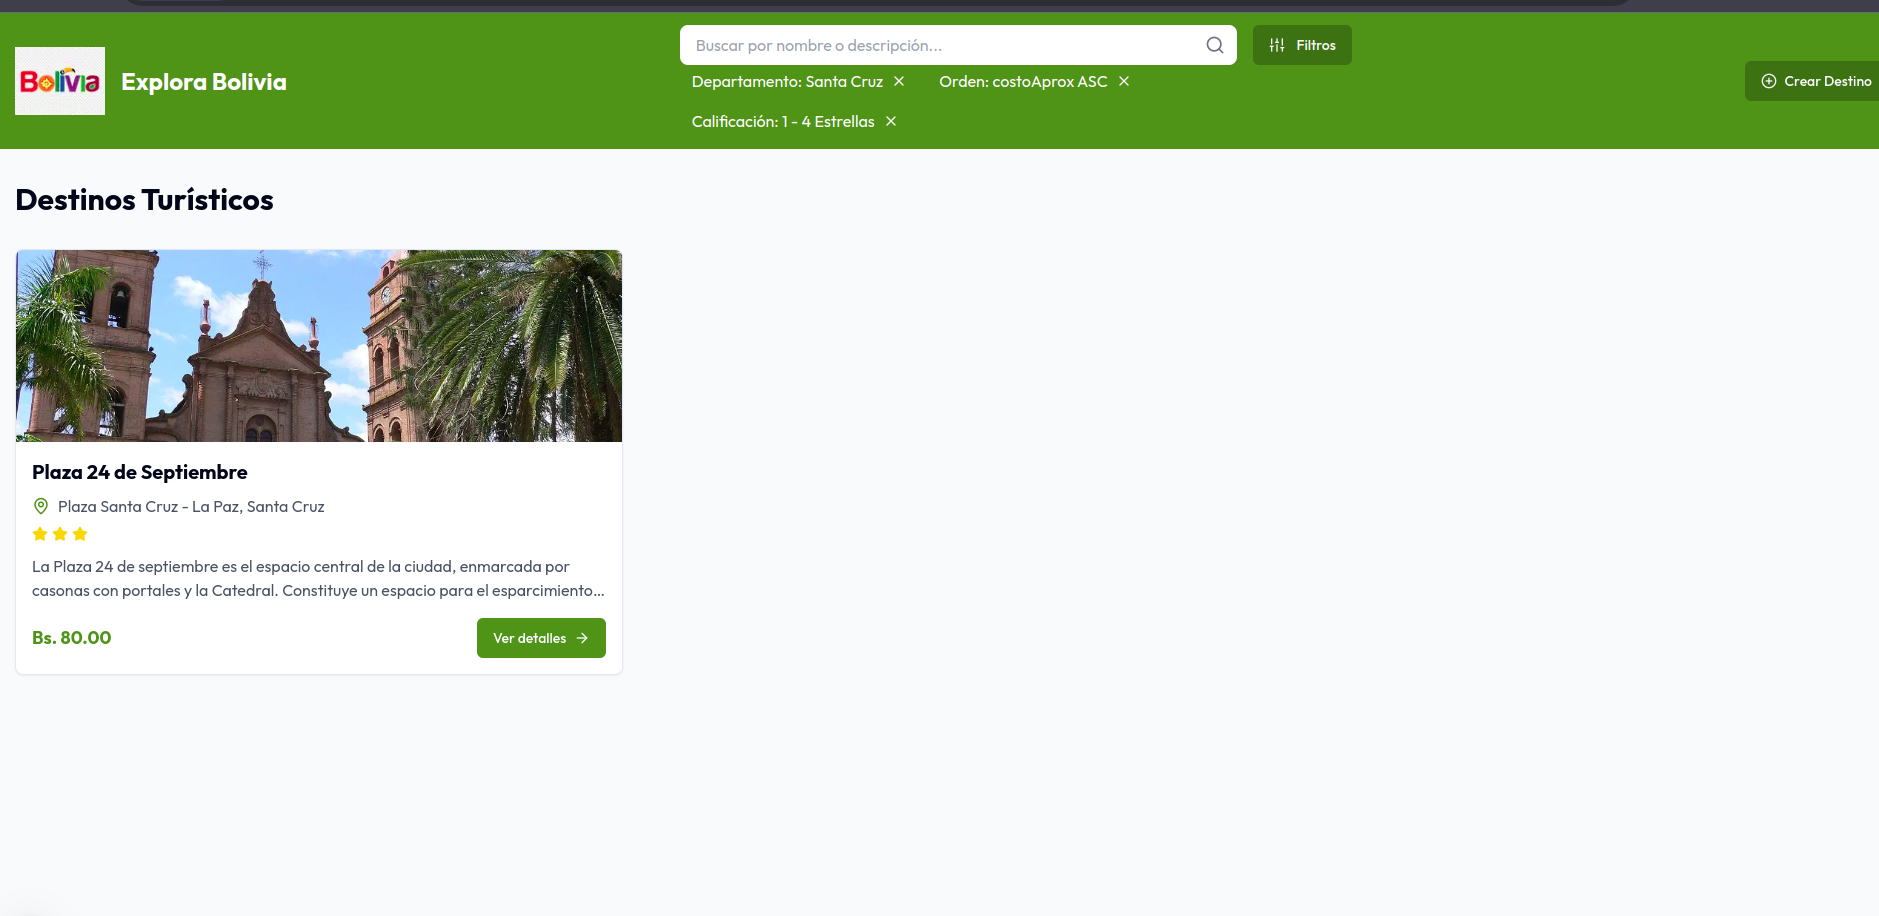 Bolivia
Explora Bolivia
Buscar por nombre o descripción...
Filtros
Departamento: Santa Cruz ×
Orden: costoAprox ASC ×
Calificación: 1 - 4 Estrellas ×
Crear Destino
Destinos Turísticos
Plaza 24 de Septiembre
Plaza Santa Cruz - La Paz, Santa Cruz
La Plaza 24 de septiembre es el espacio central de la ciudad, enmarcada por
casonas con portales y la Catedral. Constituye un espacio para el esparcimiento...
Bs. 80.00
Ver detalles →